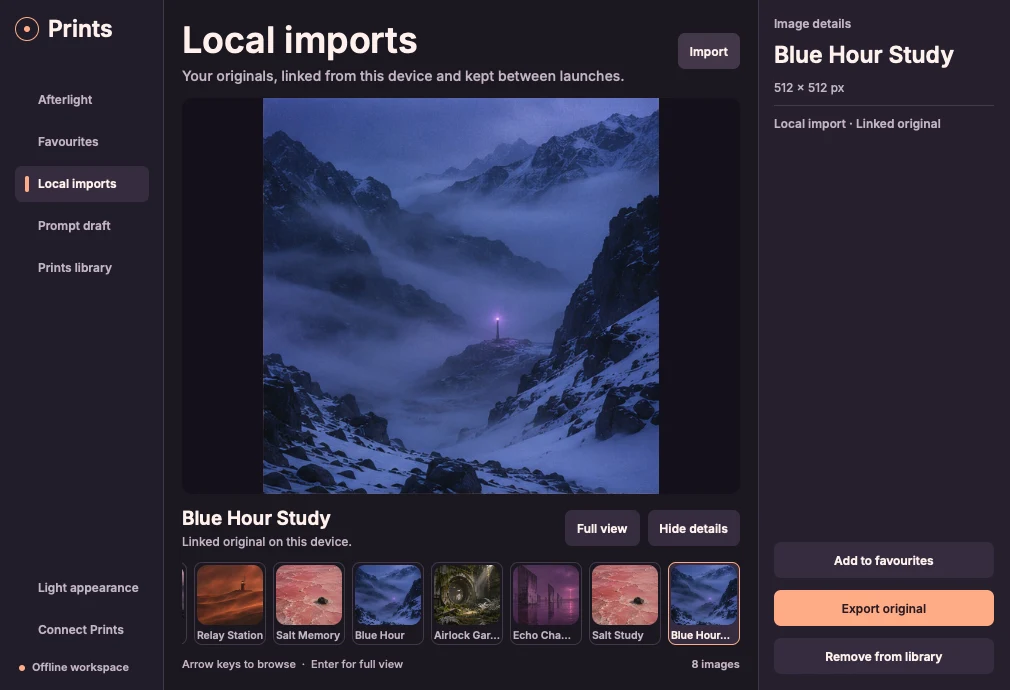 Prints
Afterlight
Favourites
Local imports
Prompt draft
Prints library
Light appearance
Connect Prints
Offline workspace
Local imports
Your originals, linked from this device and kept between launches.
Import
Blue Hour Study
Linked original on this device.
Full view
Hide details
Relay Station
Salt Memory
Blue Hour
Airlock Gar...
Echo Cha...
Salt Study
Blue Hour...
Arrow keys to browse · Enter for full view
8 images
Image details
Blue Hour Study
512 × 512 px
Local import · Linked original
Add to favourites
Export original
Remove from library